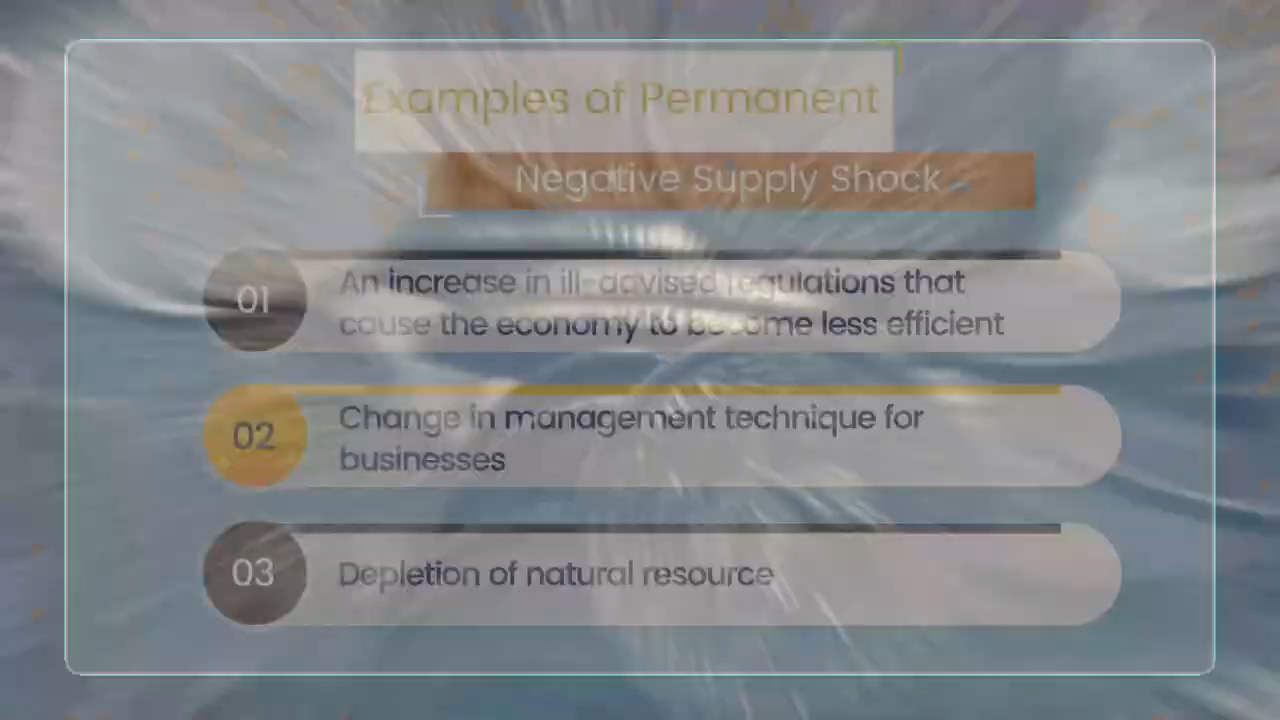 Examples of Permanent
Negative Supply Shock
01
An increase in ill-advised regulations that
cause the economy to become less efficient
02
Change in management technique for
businesses
03
Depletion of natural resource